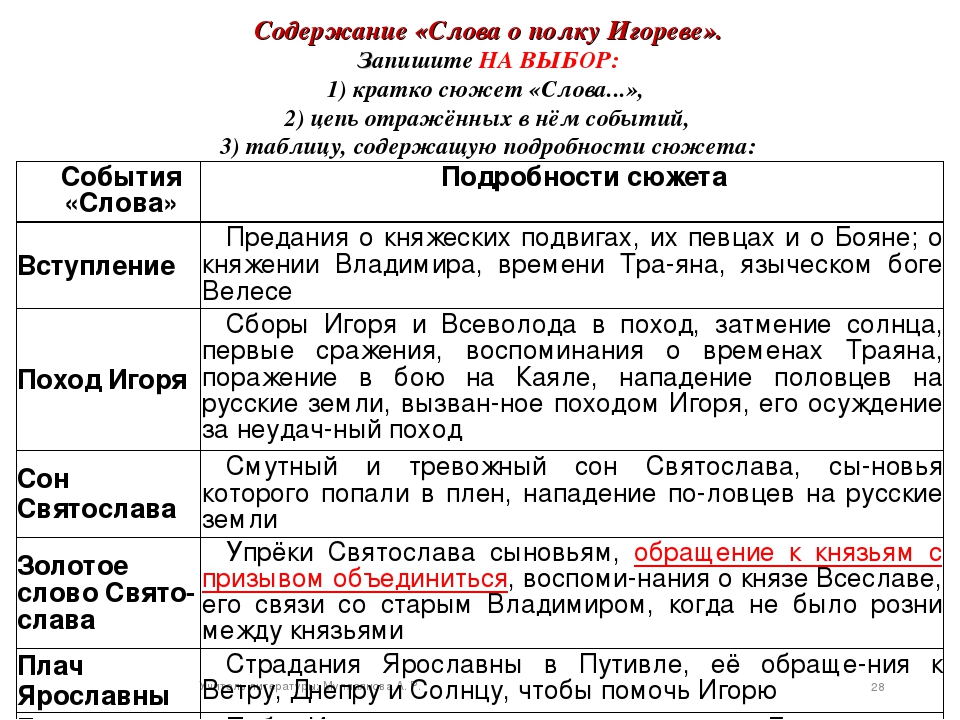 Содержание «Слова о полку Игореве».
Запишите НА ВЫБОР:
1) кратко сюжет «Слова...»,
2) цепь отражённых в нём событий,
3) таблицу, содержащую подробности сюжета:
События
«Слова»
Подробности сюжета
Вступление
Предания о княжеских подвигах, их певцах и о Бояне; о
княжении Владимира, времени Тра-яна, языческом боге
Велесе
Поход Игоря
Сборы Игоря и Всеволода в поход, затмение солнца,
первые сражения, воспоминания о временах Траяна,
поражение в бою на Каяле, нападение половцев на
русские земли, вызван-ное походом Игоря, его осуждение
за неудач-ный поход
Сон
Святослава
Смутный и тревожный сон Святослава, сы-новья
которого попали в плен, нападение по-ловцев на русские
земли
Золотое
слово Свято-
слава
Упрёки Святослава сыновьям, обращение к князьям с
призывом объединиться, воспоми-нания о князе Всеславе,
его связи со старым Владимиром, когда не было розни
между князьями
Плач
Ярославны
Страдания Ярославны в Путивле, её обраще-ния к
Ветру, Днепру и Солнцу, чтобы помочь Игорю
28